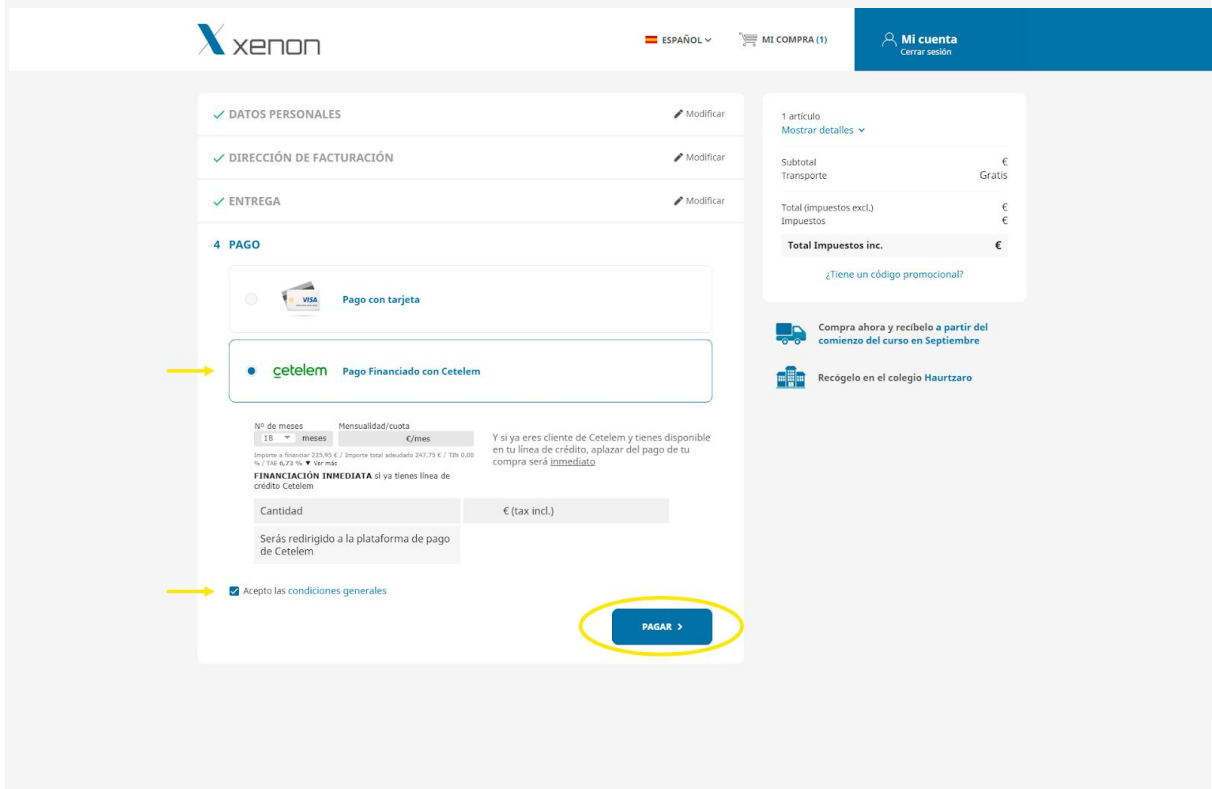 xenon
ESPAÑOL
MI COMPRA (1)
Mi cuenta
Cerrar sesión
DATOS PERSONALES
Modificar
DIRECCIÓN DE FACTURACIÓN
Modificar
ENTREGA
Modificar
4 PAGO
VISA
Pago con tarjeta
cetelem
Pago Financiado con Cetelem
Nº de meses
Mensualidad/cuota
18 meses
€/mes
Importe a financiar 235,95 € / Importe total adeudado 247,75 € / TIN 0,00
% / TAE 6,73 % ▼ Ver más
FINANCIACIÓN INMEDIATA si ya tienes línea de
crédito Cetelem
Y si ya eres cliente de Cetelem y tienes disponible
en tu línea de crédito, aplazar del pago de tu
compra será inmediato
Cantidad
€ (tax incl.)
Serás redirigido a la plataforma de pago
de Cetelem
Acepto las condiciones generales
PAGAR
1 artículo
Mostrar detalles
Subtotal €
Transporte Gratis
Total (impuestos excl.) €
Impuestos €
Total Impuestos inc. €
¿Tiene un código promocional?
Compra ahora y recíbelo a partir del
comienzo del curso en Septiembre
Recógelo en el colegio Haurtzaro